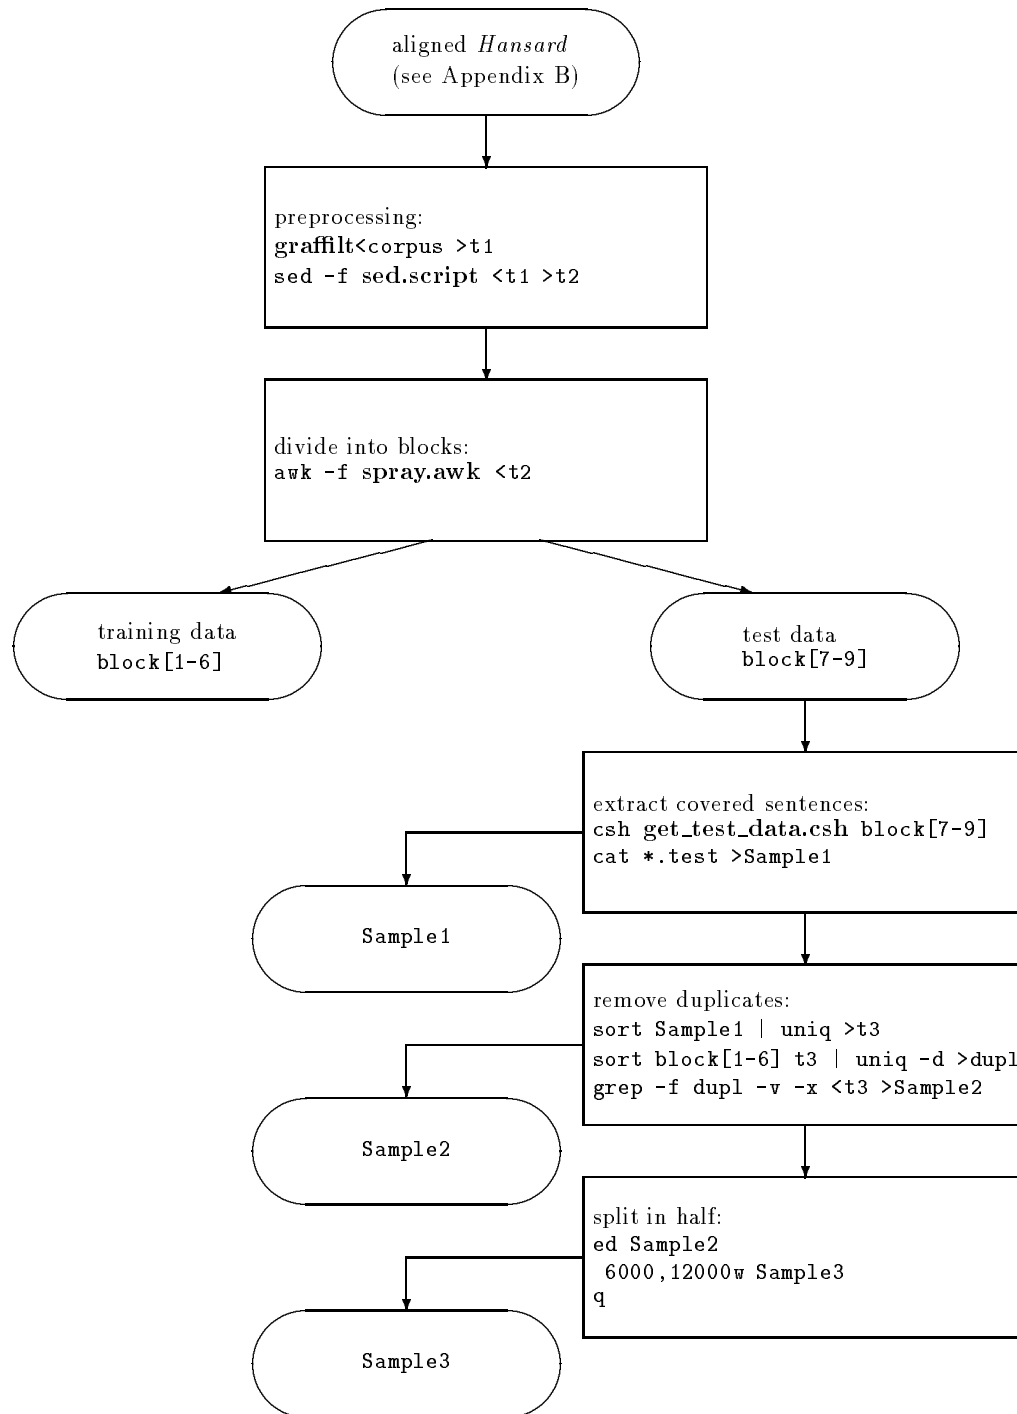 aligned Hansard
(see Appendix B)
preprocessing:
graffilt<corpus >t1
sed -f sed.script <t1 >t2
divide into blocks:
awk -f spray.awk <t2
training data
block[1-6]
test data
block[7-9]
extract covered sentences:
csh get_test_data.csh block[7-9]
cat *.test >Sample1
Sample1
remove duplicates:
sort Sample1 | uniq >t3
sort block[1-6] t3 | uniq -d >dupl
grep -f dupl -v -x <t3 >Sample2
Sample2
split in half:
ed Sample2
6000,12000w Sample3
q
Sample3